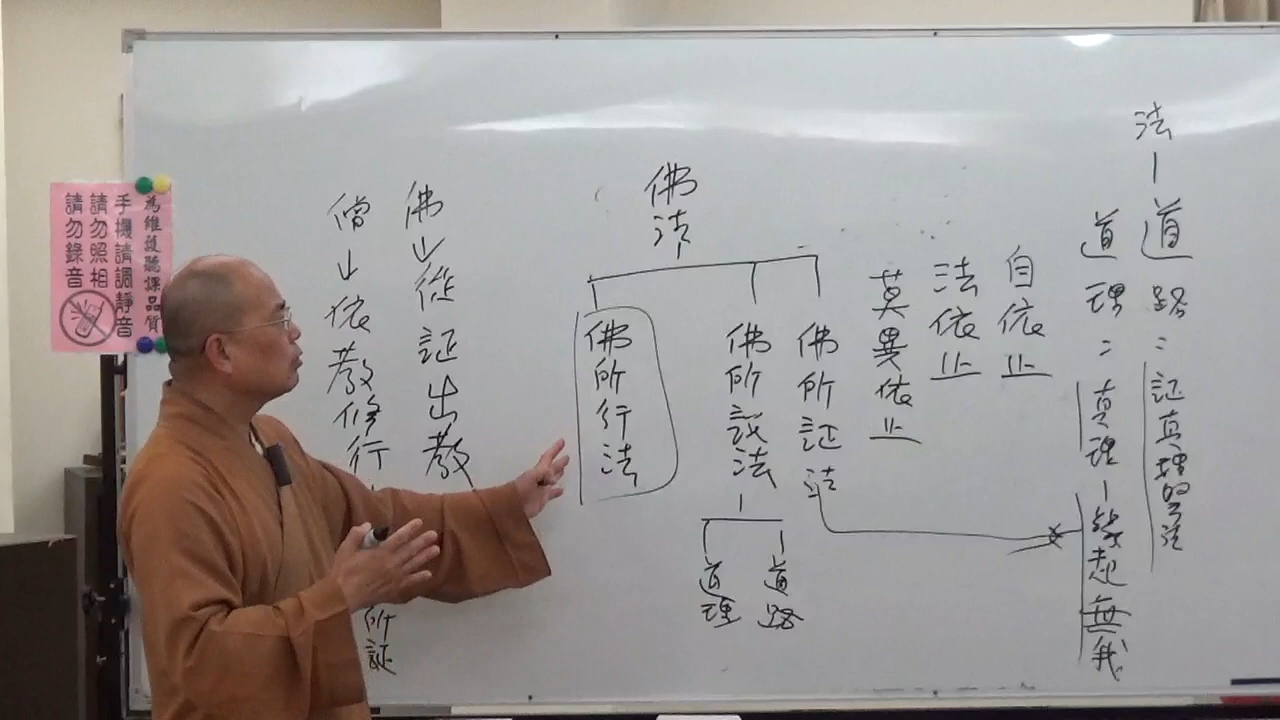 法－道路：証真理的方法
道理：真理－緣起無我
自依止
法依止
莫異依止
佛法
佛所証法
佛所說法
道路
道理
佛所行法
佛 從証出教
僧 依教修行
所証
為維護聽課品質
手機請調靜音
請勿照相
請勿錄音